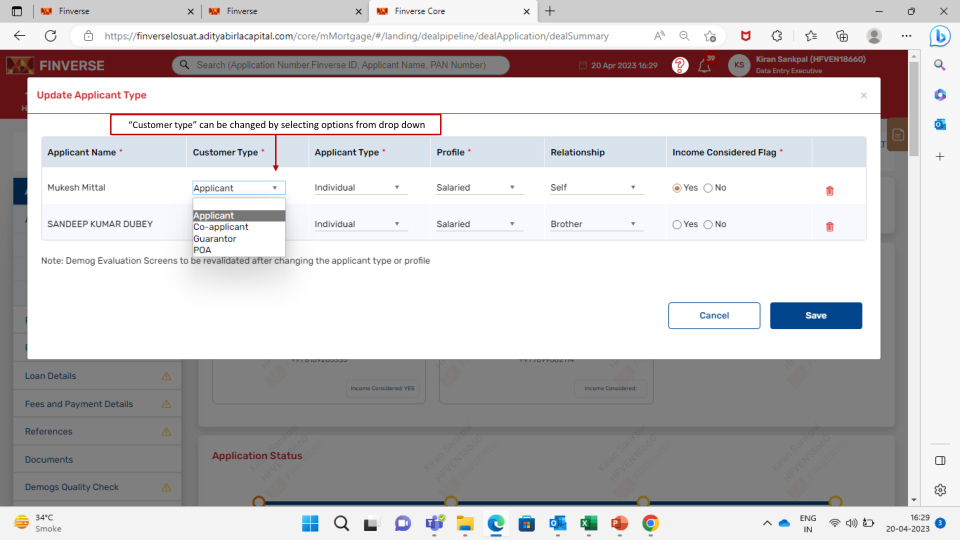 Finverse
Finverse
Finverse Core
https://finverselosuat.adityabirlacapital.com/core/mMortgage/#/landing/dealpipeline/dealApplication/dealSummary
FINVERSE
Search (Application Number,Finverse ID, Applicant Name, PAN Number)
20 Apr 2023 16:29
39
KS
Kiran Sankpal (HFVEN18660)
Data Entry Executive
Update Applicant Type
"Customer type" can be changed by selecting options from drop down
Applicant Name *
Customer Type *
Applicant Type *
Profile *
Relationship
Income Considered Flag *
Mukesh Mittal
Applicant
Individual
Salaried
Self
Yes
No
Applicant
Co-applicant
Guarantor
POA
SANDEEP KUMAR DUBEY
Individual
Salaried
Brother
Yes
No
Note: Demog Evaluation Screens to be revalidated after changing the applicant type or profile
Cancel
Save
Loan Details
Income Considered: YES
Income Considered:
Fees and Payment Details
References
Application Status
Documents
Demogs Quality Check
34°C
Smoke
ENG
IN
16:29
20-04-2023
3